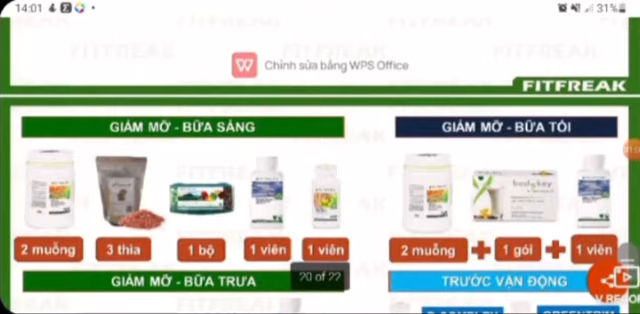 14:01
31%
Chỉnh sửa bằng WPS Office
FITFREAK
GIẢM MỠ - BỮA SÁNG
GIẢM MỠ - BỮA TỐI
body key
2 muỗng
3 thìa
1 bộ
1 viên
1 viên
2 muỗng + 1 gói + 1 viên
GIẢM MỠ - BỮA TRƯA
20 of 22
TRƯỚC VẬN ĐỘNG